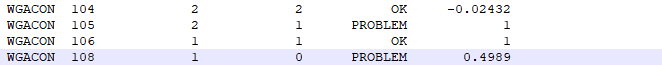 WGACON 104 2 2 OK -0.02432
WGACON 105 2 1 PROBLEM 1
WGACON 106 1 1 OK 1
WGACON 108 1 0 PROBLEM 0.4989